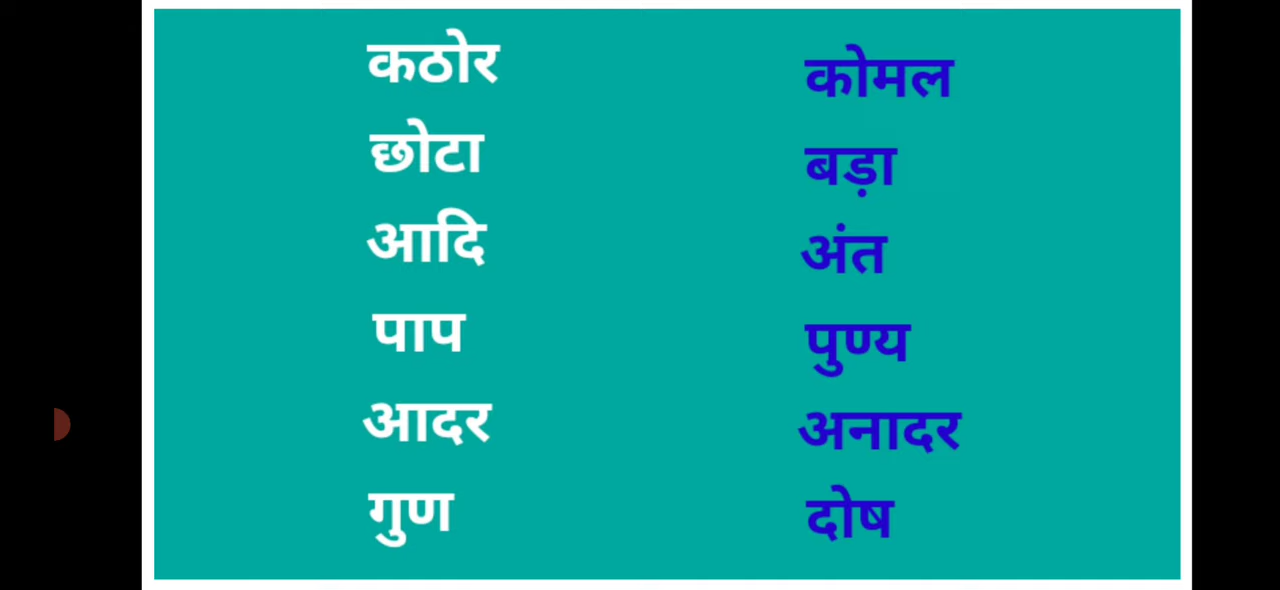 कठोर कोमल
छोटा बड़ा
आदि अंत
पाप पुण्य
आदर अनादर
गुण दोष